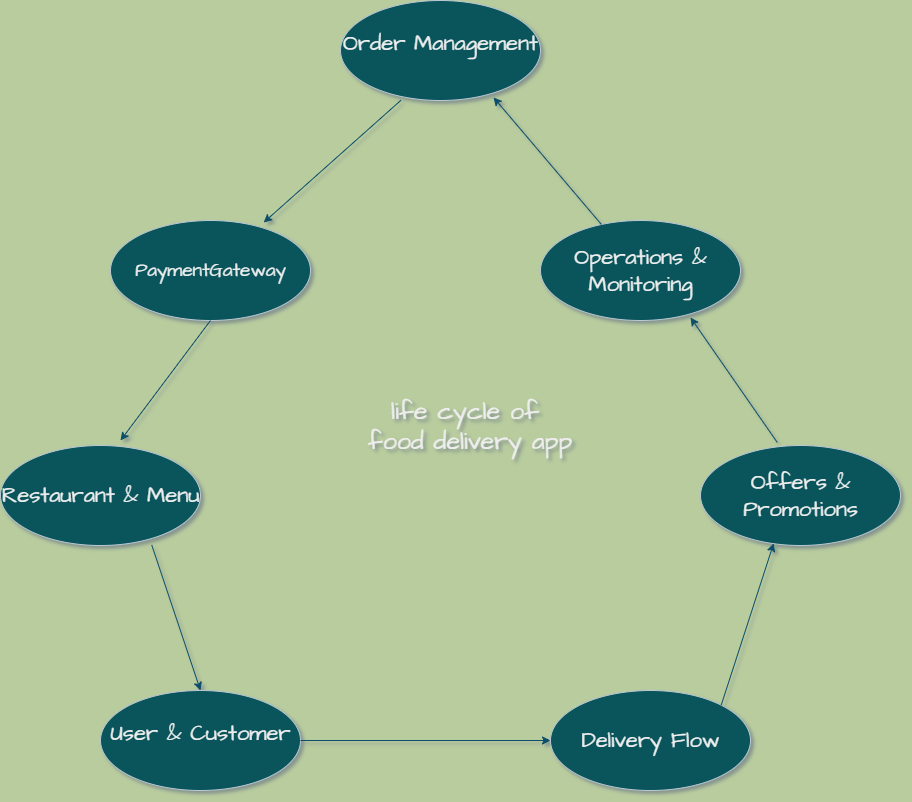 Order Management
PaymentGateway
Operations &
Monitoring
life cycle of
food delivery app
Restaurant & Menu
Offers &
Promotions
User & Customer
Delivery Flow